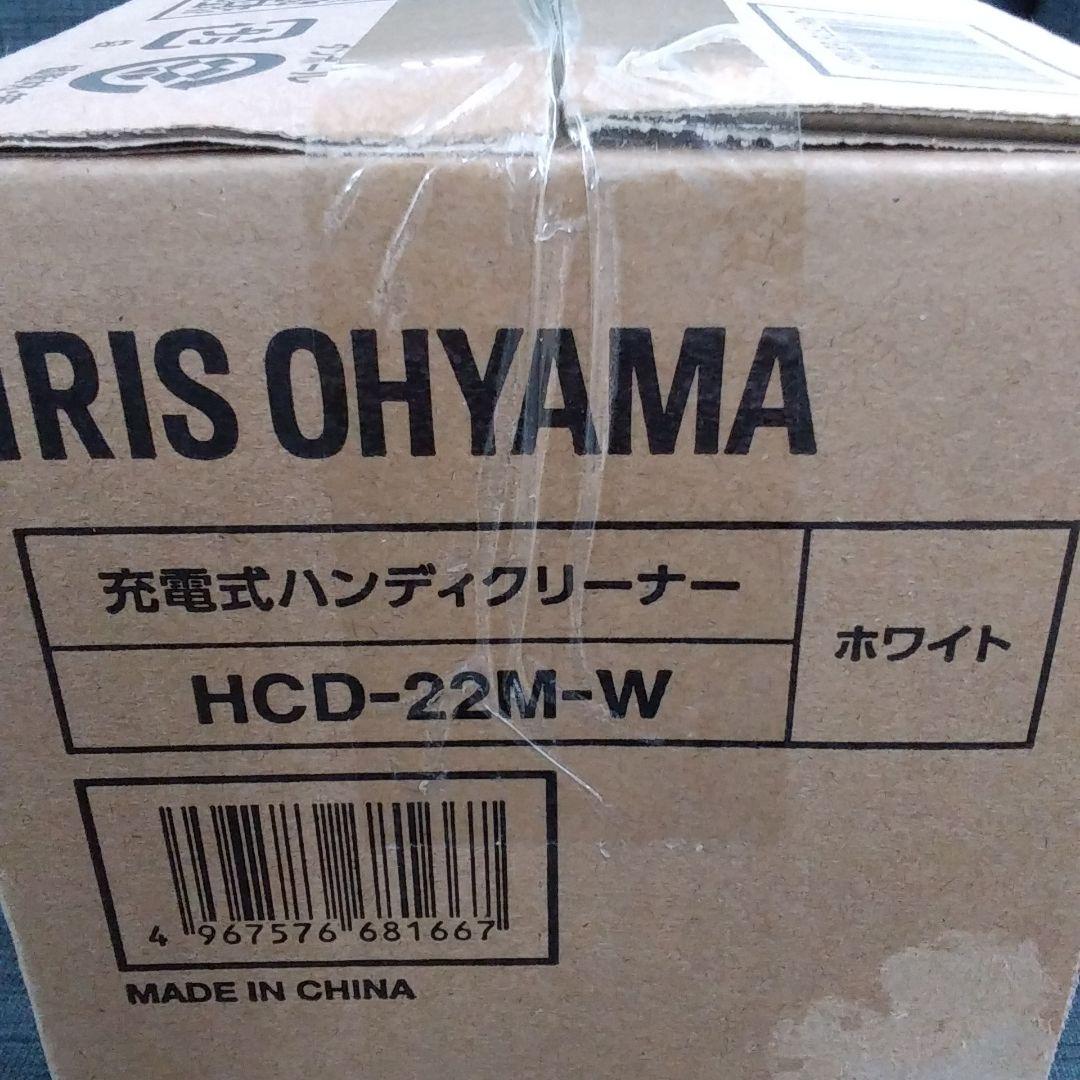 IRIS OHYAMA
充電式ハンディクリーナー
ホワイト
HCD-22M-W
4 967576 681667
MADE IN CHINA